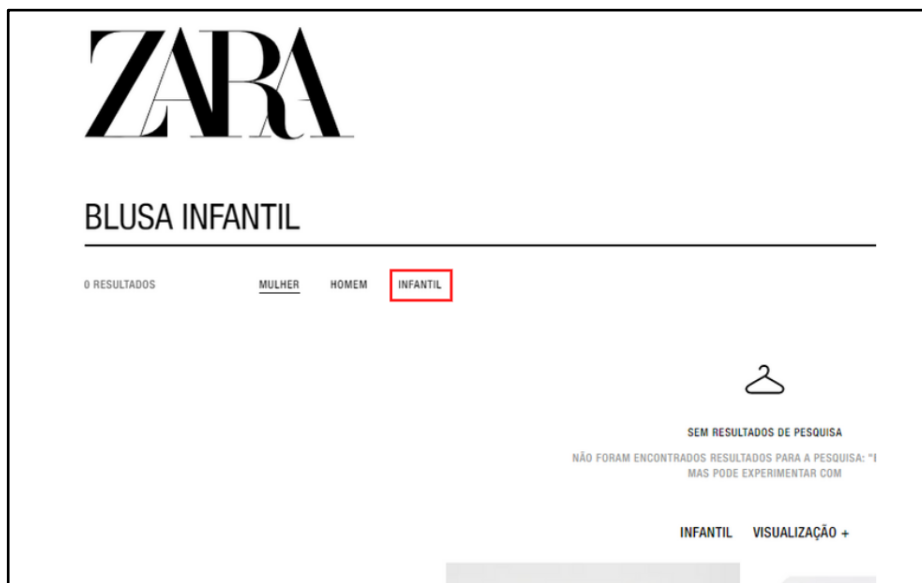 ZARA
BLUSA INFANTIL
0 RESULTADOS MULHER HOMEM INFANTIL
SEM RESULTADOS DE PESQUISA
NÃO FORAM ENCONTRADOS RESULTADOS PARA A PESQUISA: "
MAS PODE EXPERIMENTAR COM
INFANTIL VISUALIZAÇÃO +